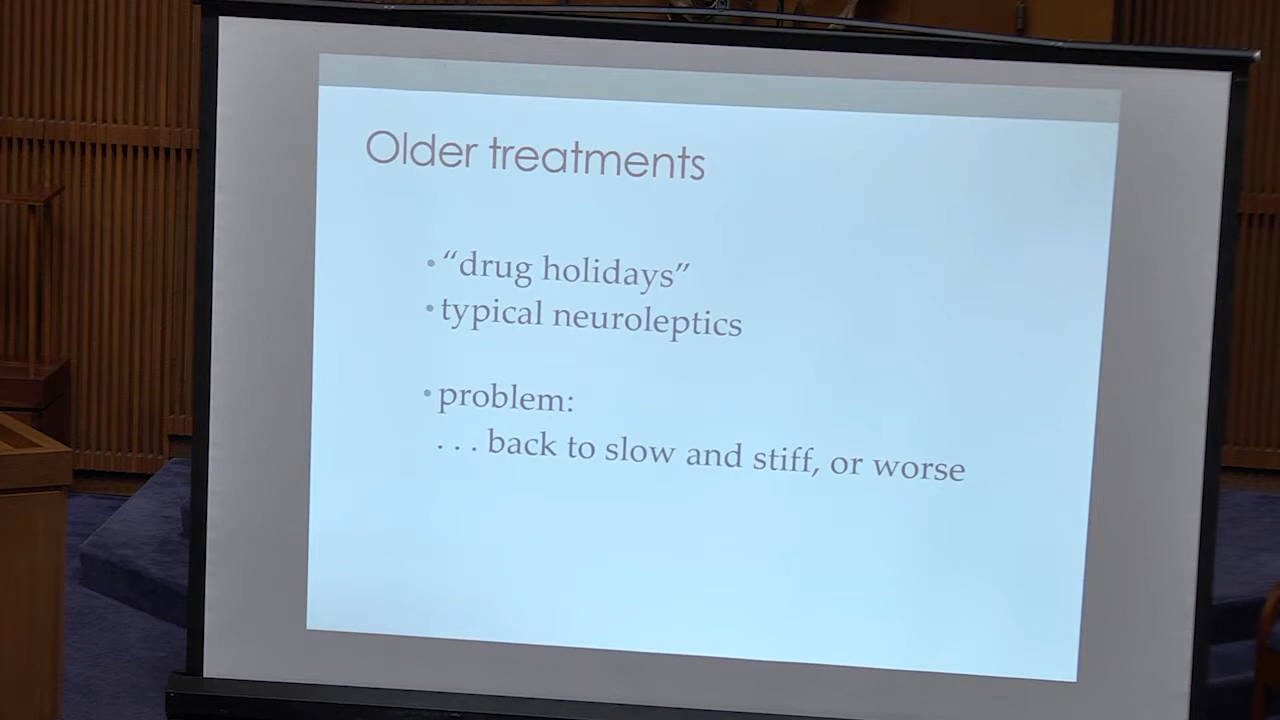 Older treatments
• “drug holidays”
• typical neuroleptics
• problem:
. . . back to slow and stiff, or worse